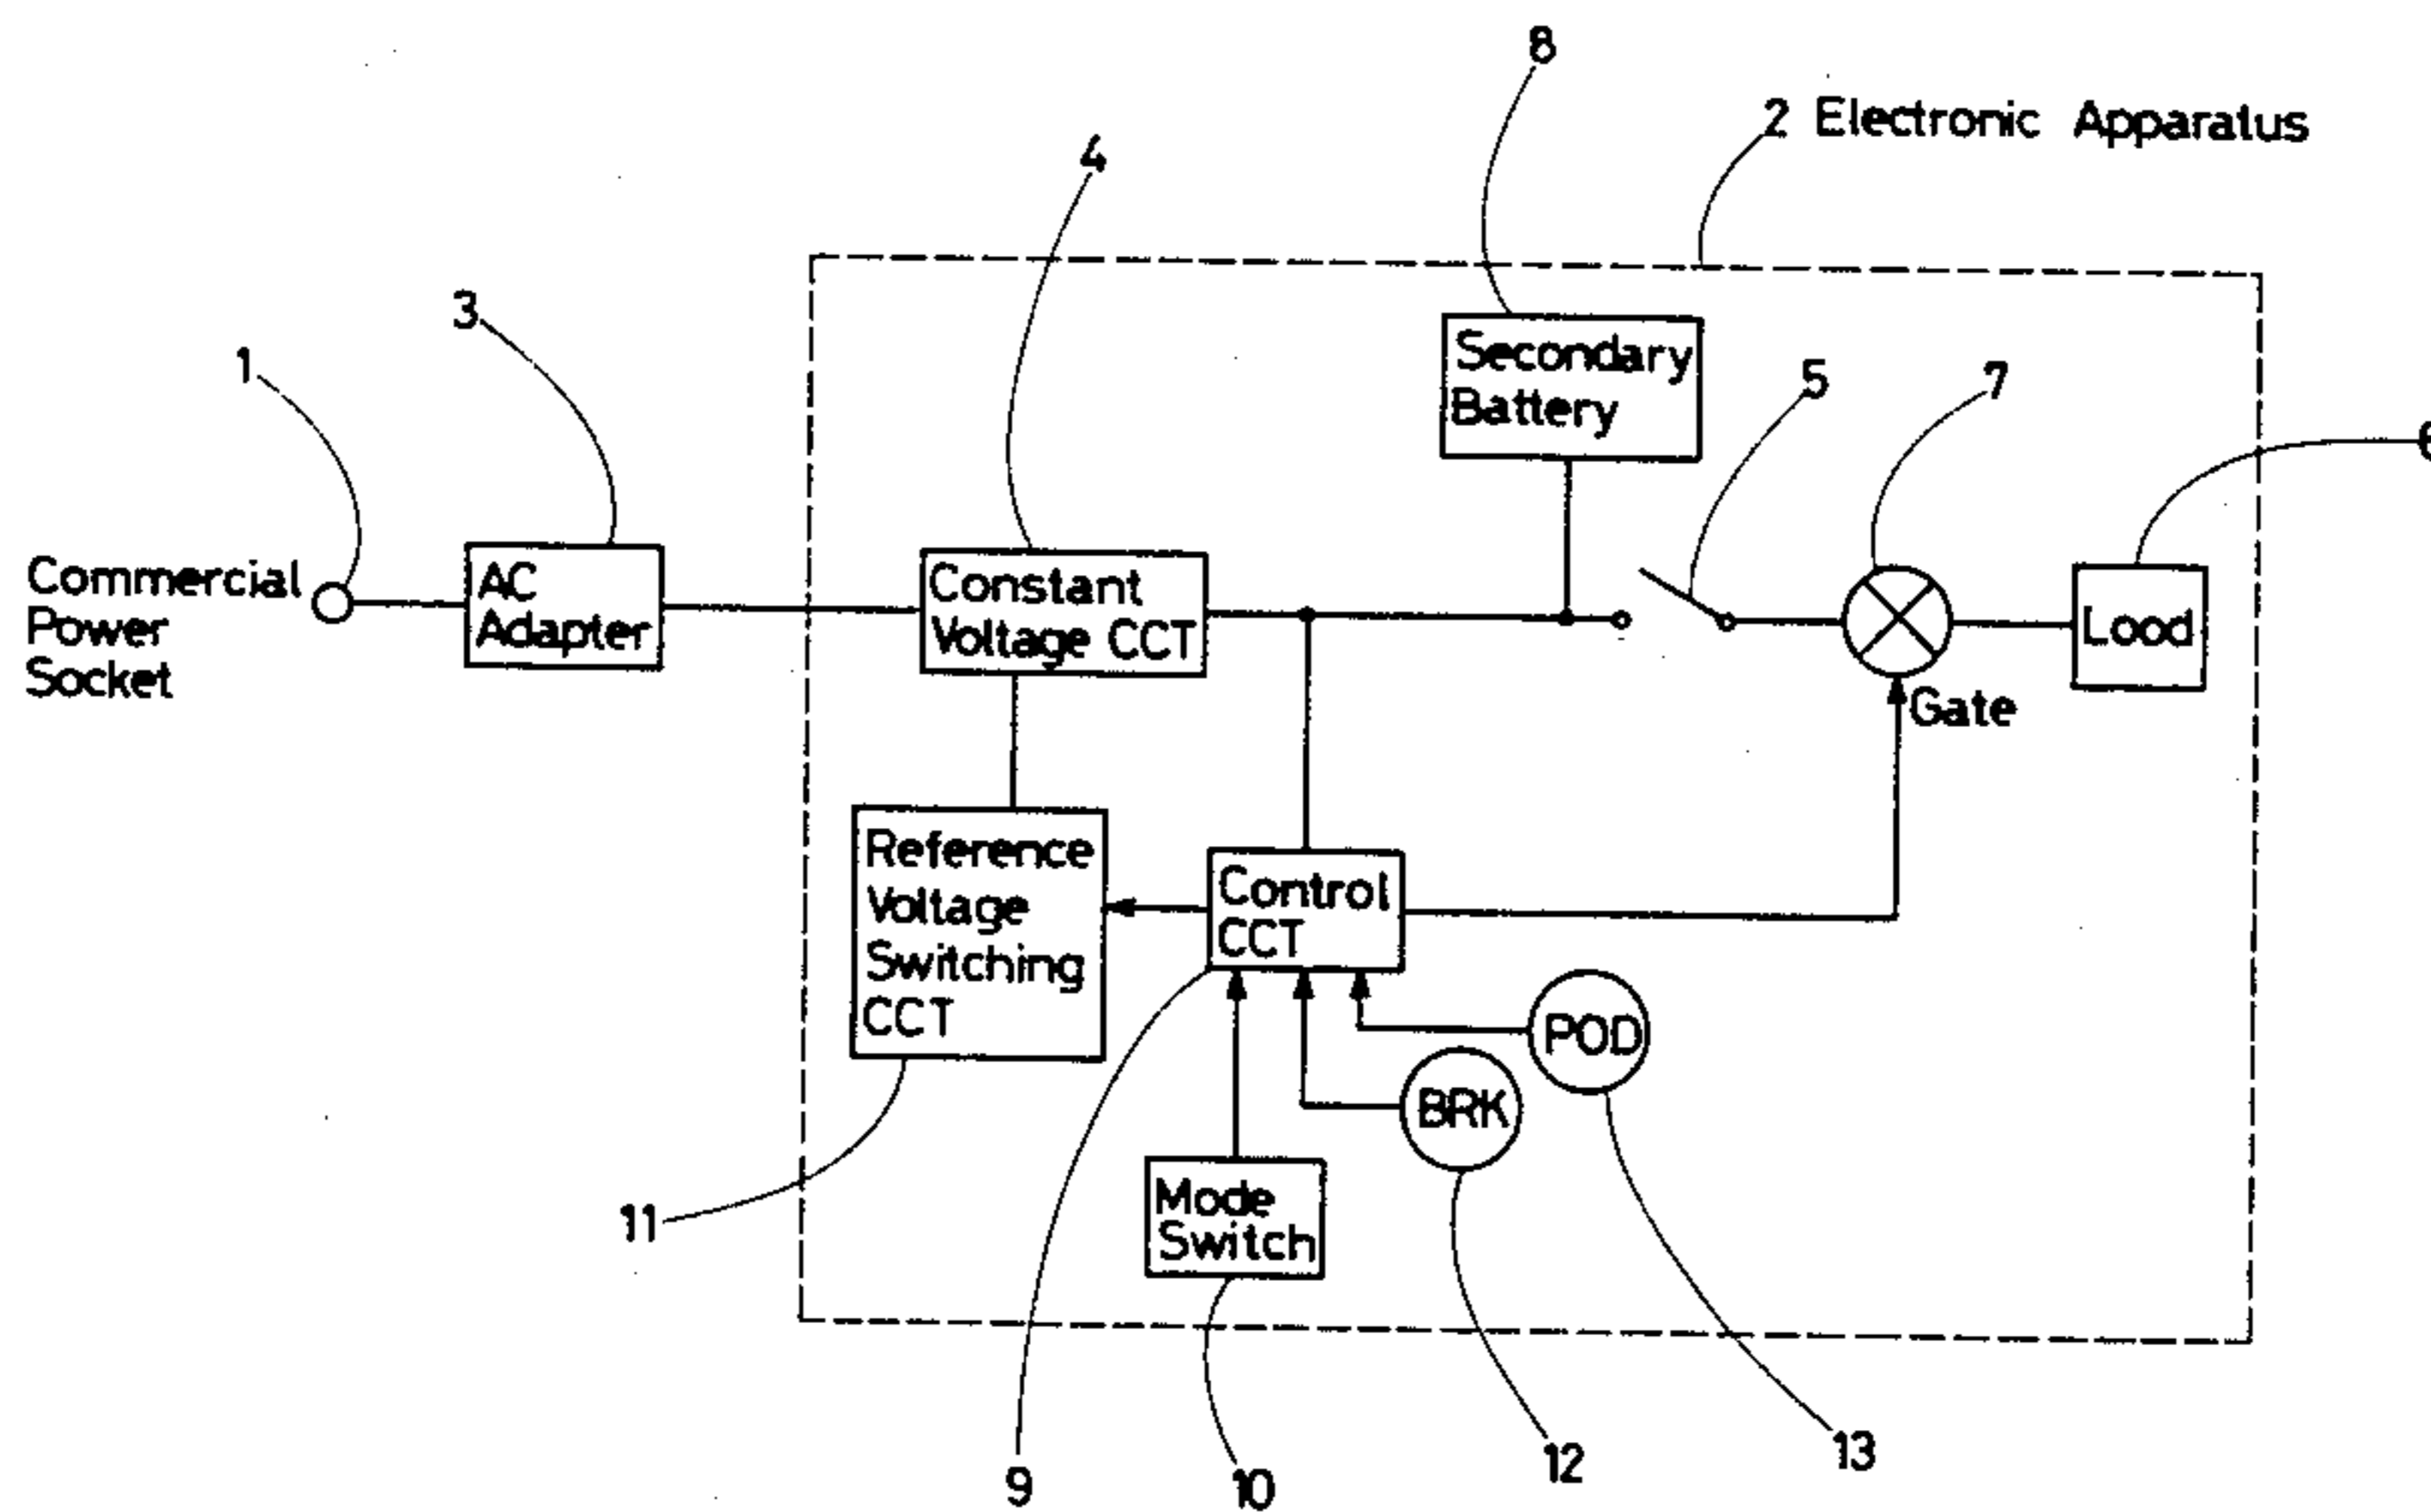 8
2 Electronic Apparatus
4
3
1
Secondary
Battery
5
7
6
Commercial
Power
Socket
AC
Adapter
Constant
Voltage CCT
Load
Gate
Reference
Voltage
Switching
CCT
Control
CCT
POD
BRK
Mode
Switch
11
9
10
12
13